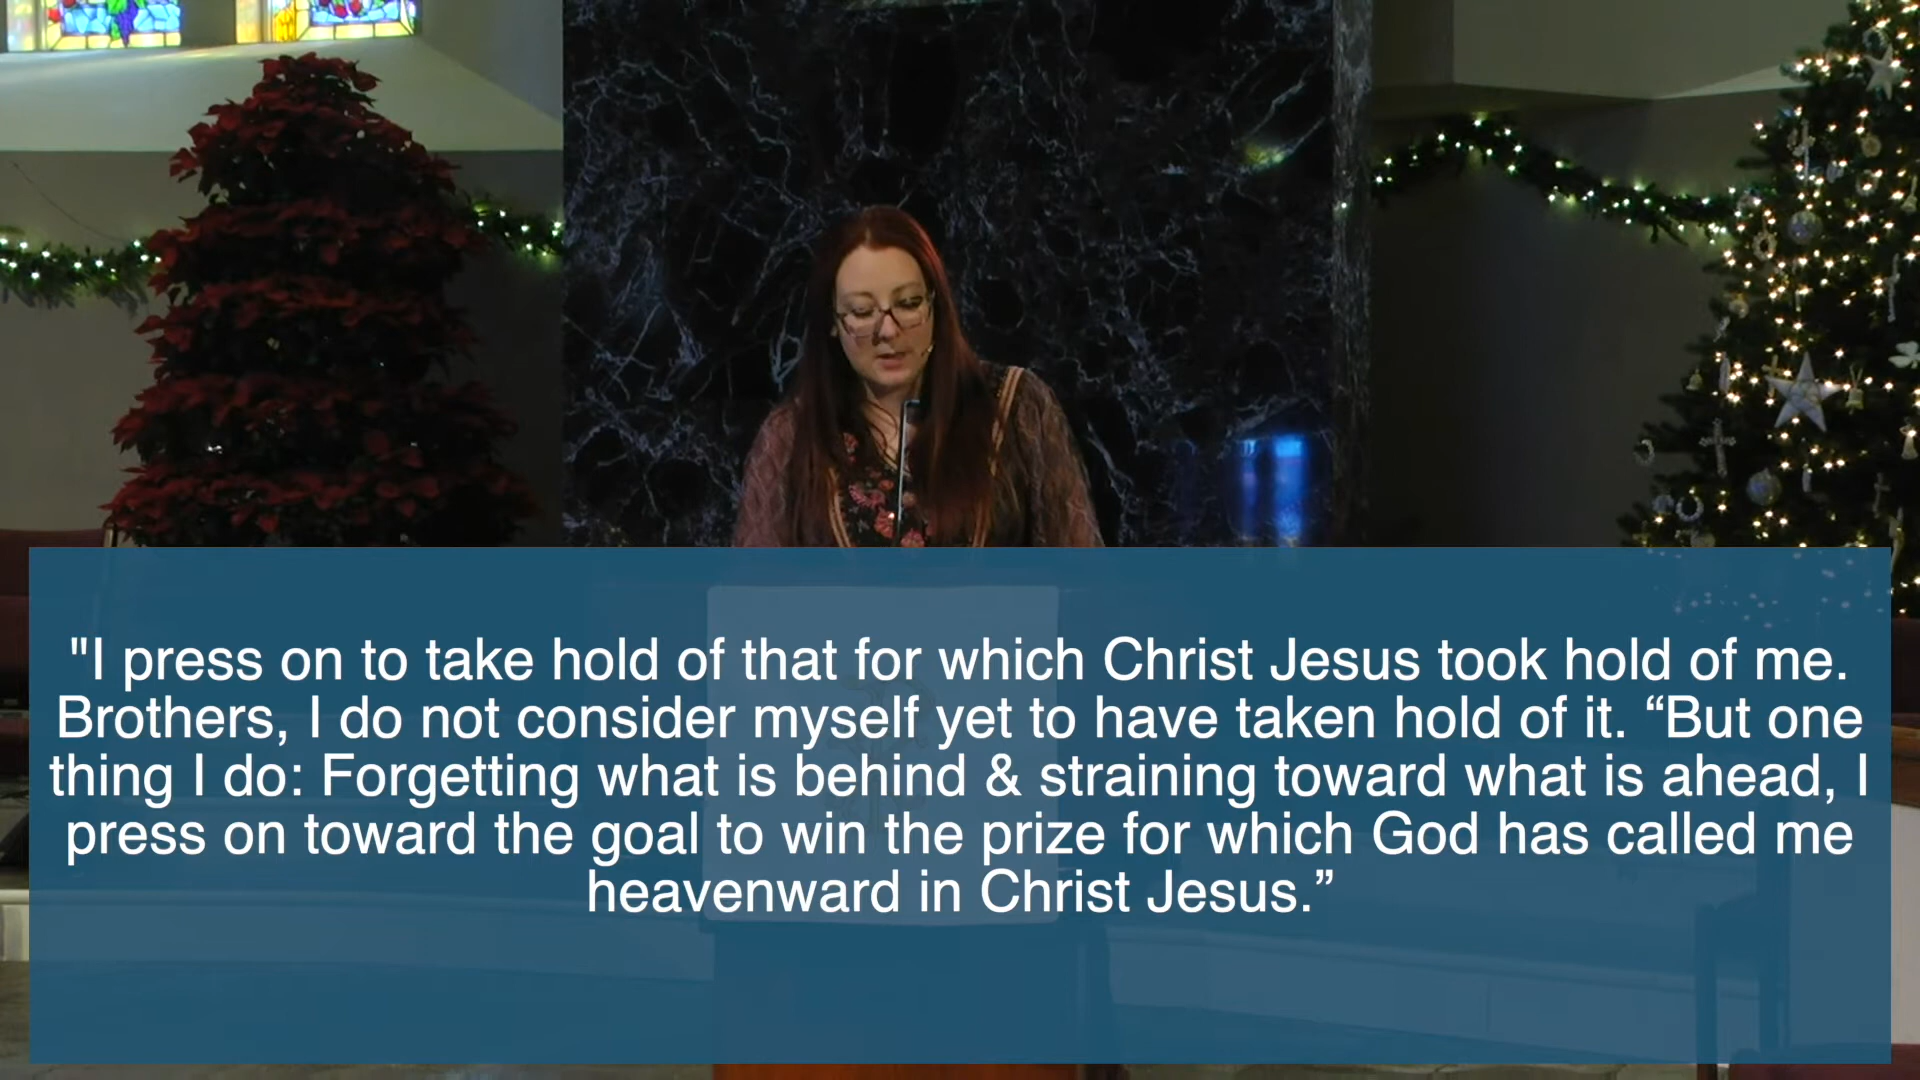 "I press on to take hold of that for which Christ Jesus took hold of me.
Brothers, I do not consider myself yet to have taken hold of it. “But one
thing I do: Forgetting what is behind & straining toward what is ahead, I
press on toward the goal to win the prize for which God has called me
heavenward in Christ Jesus.”